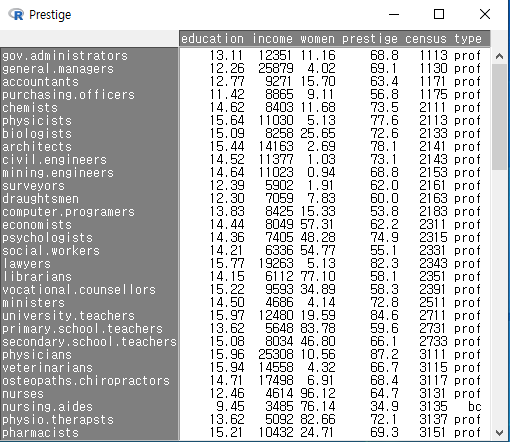 Prestige
education income women prestige census type
gov.administrators 13.11 12351 11.16 68.8 1113 prof
general.managers 12.26 25879 4.02 69.1 1130 prof
accountants 12.77 9271 15.70 63.4 1171 prof
purchasing.officers 11.42 8865 9.11 56.8 1175 prof
chemists 14.62 8403 11.68 73.5 2111 prof
physicists 15.64 11030 5.13 77.6 2113 prof
biologists 15.09 8258 25.65 72.6 2133 prof
architects 15.44 14163 2.69 78.1 2141 prof
civil.engineers 14.52 11377 1.03 73.1 2143 prof
mining.engineers 14.64 11023 0.94 68.8 2153 prof
surveyors 12.39 5902 1.91 62.0 2161 prof
draughtsmen 12.30 7059 7.83 60.0 2163 prof
computer.programers 13.83 8425 15.33 53.8 2183 prof
economists 14.44 8049 57.31 62.2 2311 prof
psychologists 14.36 7405 48.28 74.9 2315 prof
social.workers 14.21 6336 54.77 55.1 2331 prof
lawyers 15.77 19263 5.13 82.3 2343 prof
librarians 14.15 6112 77.10 58.1 2351 prof
vocational.counsellors 15.22 9593 34.89 58.3 2391 prof
ministers 14.50 4686 4.14 72.8 2511 prof
university.teachers 15.97 12480 19.59 84.6 2711 prof
primary.school.teachers 13.62 5648 83.78 59.6 2731 prof
secondary.school.teachers 15.08 8034 46.80 66.1 2733 prof
physicians 15.96 25308 10.56 87.2 3111 prof
veterinarians 15.94 14558 4.32 66.7 3115 prof
osteopaths.chiropractors 14.71 17498 6.91 68.4 3117 prof
nurses 12.46 4614 96.12 64.7 3131 prof
nursing.aides 9.45 3485 76.14 34.9 3135 bc
physio.therapsts 13.62 5092 82.66 72.1 3137 prof
pharmacists 15.21 10432 24.71 69.3 3151 prof